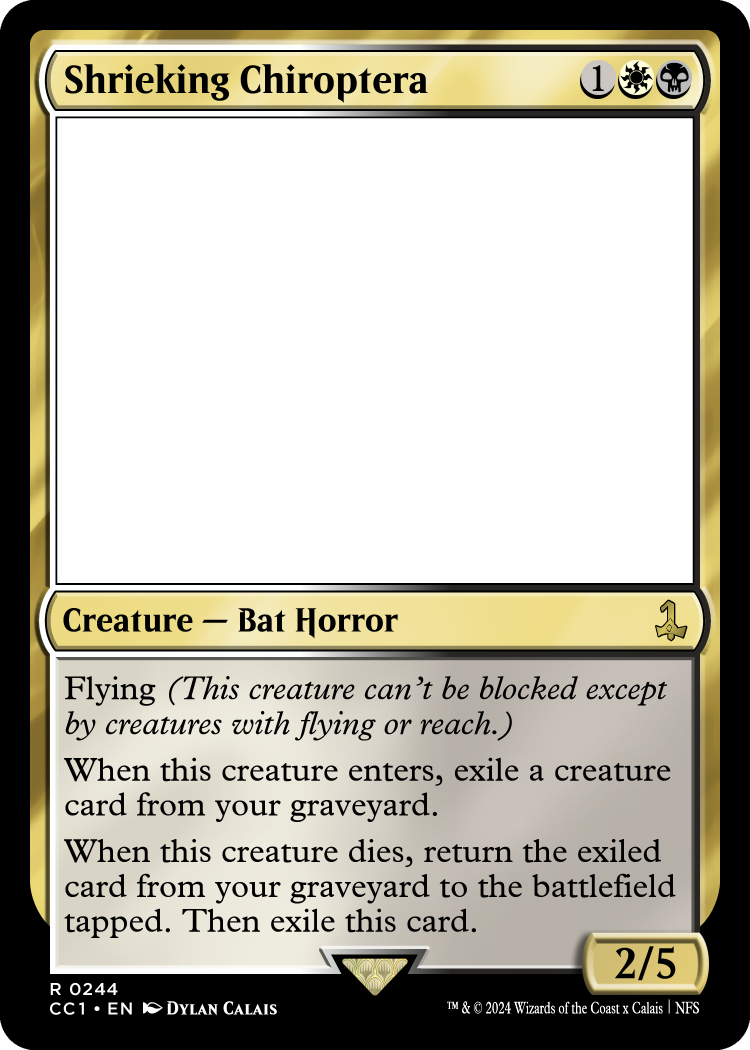 Shrieking Chiroptera 1
Creature — Bat Horror
Flying (This creature can't be blocked except
by creatures with flying or reach.)
When this creature enters, exile a creature
card from your graveyard.
When this creature dies, return the exiled
card from your graveyard to the battlefield
tapped. Then exile this card.
2/5
R 0244
CC1 • EN DYLAN CALAIS
™ & © 2024 Wizards of the Coast x Calais | NFS